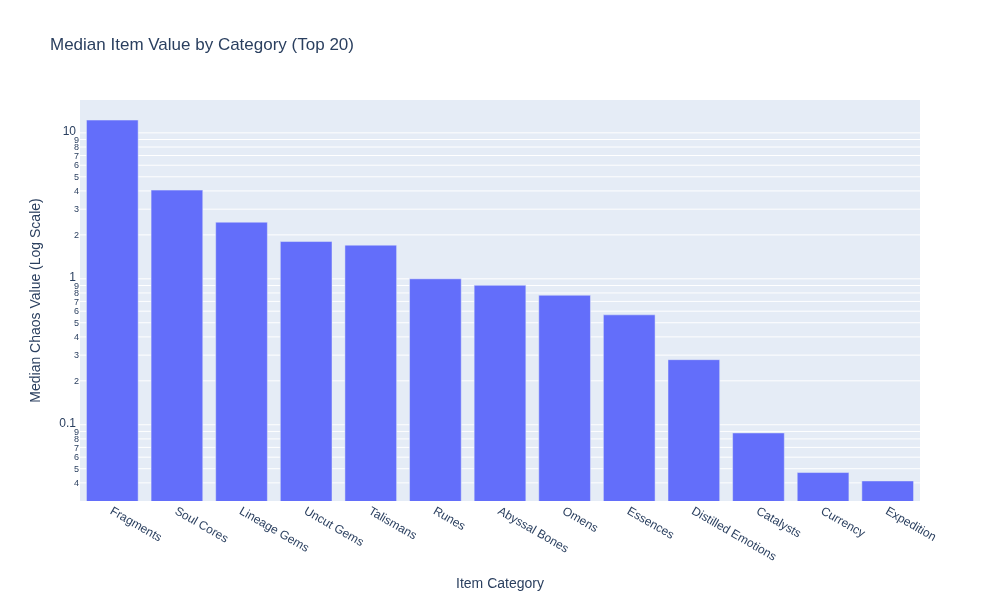 Median Item Value by Category (Top 20)
Median Chaos Value (Log Scale)
10
9
8
7
6
5
4
3
2
1
9
8
7
6
5
4
3
2
0.1
9
8
7
6
5
4
Fragments
Soul Cores
Lineage Gems
Uncut Gems
Talismans
Runes
Abyssal Bones
Omens
Essences
Distilled Emotions
Catalysts
Currency
Expedition
Item Category